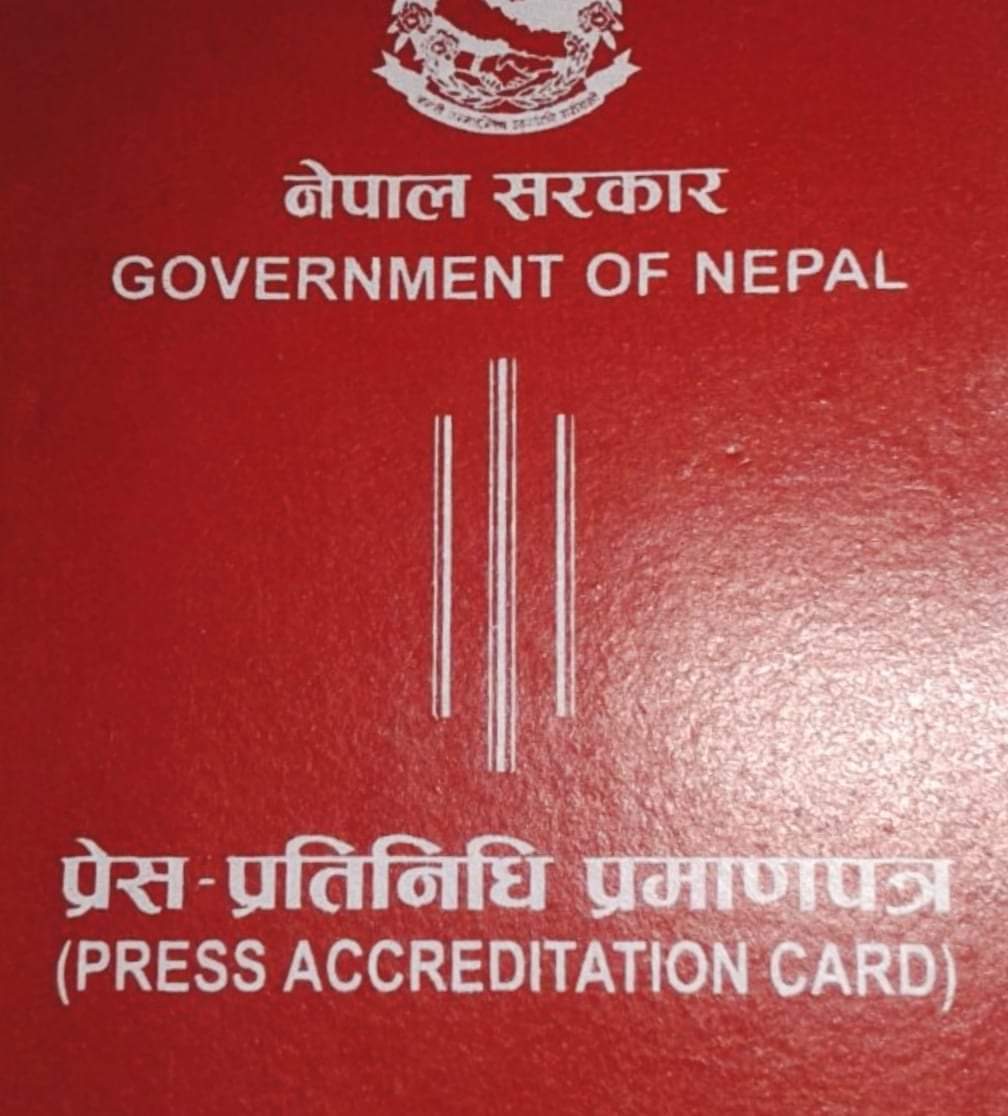 नेपाल सरकार
GOVERNMENT OF NEPAL
प्रेस-प्रतिनिधि प्रमाणपत्र
(PRESS ACCREDITATION CARD)